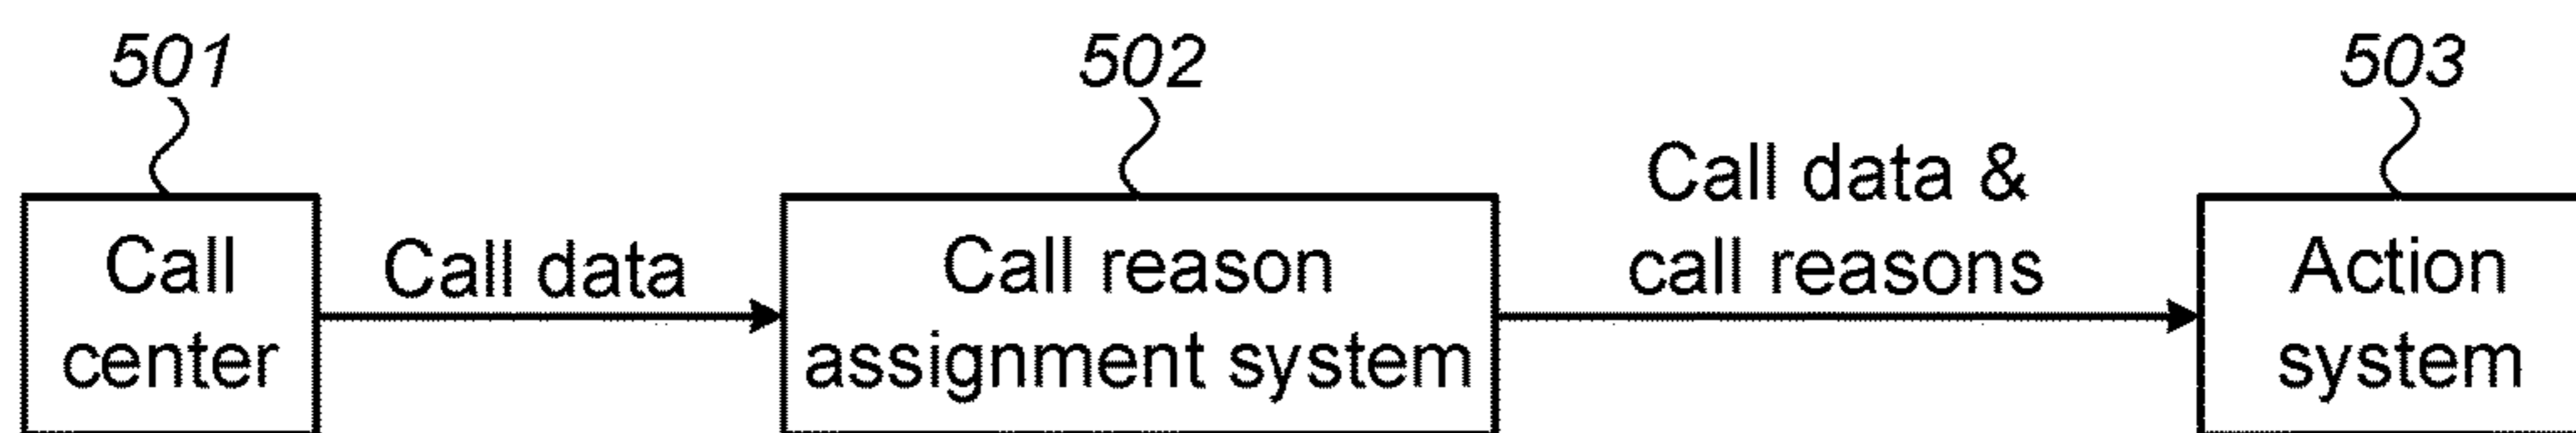 501
502
503
Call
center
Call data
Call reason
assignment system
Call data &
call reasons
Action
system